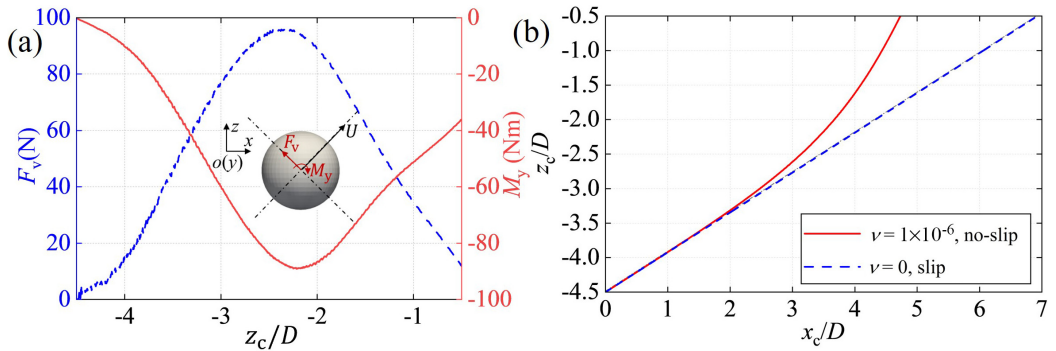 (a)
100
80
60
40
20
0
F_v(N)
-4
-3
-2
-1
z_c/D
0
-20
-40
-60
-80
-100
M_y (Nm)
z
x
o(y)
F_v
U
M_y
(b)
-0.5
-1.0
-1.5
-2.0
-2.5
-3.0
-3.5
-4.0
-4.5
z_c/D
0
1
2
3
4
5
6
7
x_c/D
ν = 1×10⁻⁶, no-slip
ν = 0, slip